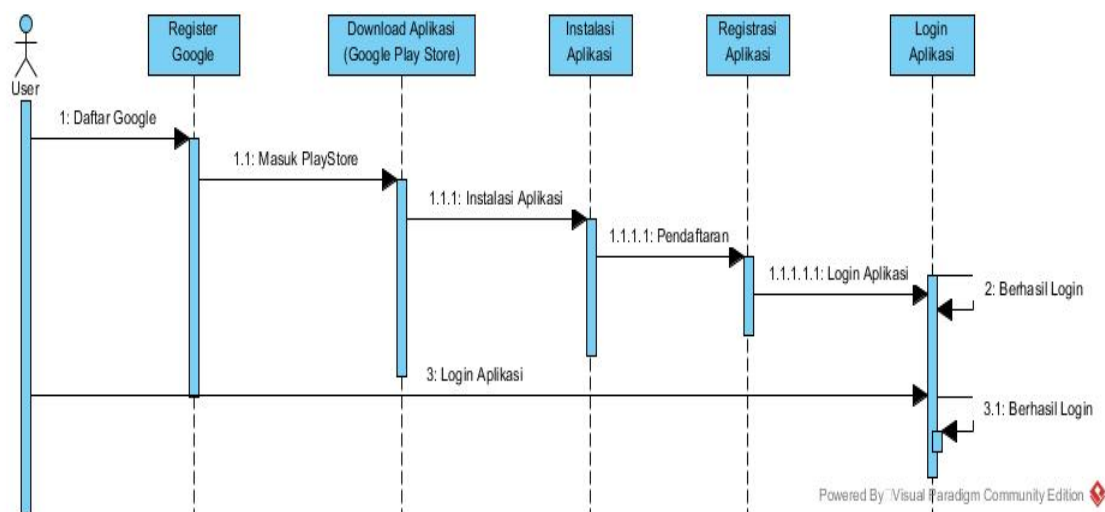 Register
Google
Download Aplikasi
(Google Play Store)
Instalasi
Aplikasi
Registrasi
Aplikasi
Login
Aplikasi
User
1: Daftar Google
1.1: Masuk PlayStore
1.1.1: Instalasi Aplikasi
1.1.1.1: Pendaftaran
1.1.1.1.1: Login Aplikasi
2: Berhasil Login
3: Login Aplikasi
3.1: Berhasil Login
Powered By Visual Paradigm Community Edition